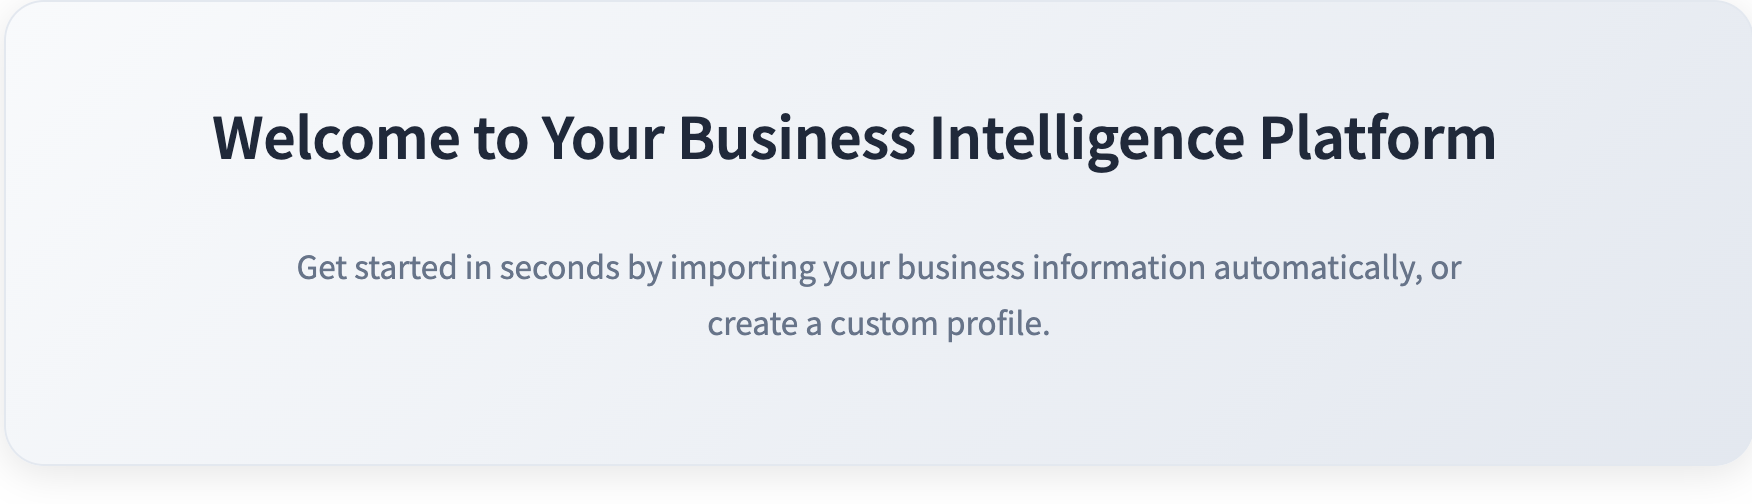 Welcome to Your Business Intelligence Platform
Get started in seconds by importing your business information automatically, or
create a custom profile.